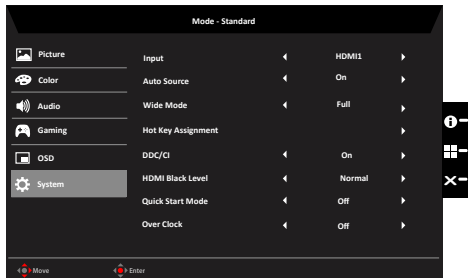 Mode - Standard
Picture
Color
Audio
Gaming
OSD
System
Input HDMI1
Auto Source On
Wide Mode Full
Hot Key Assignment
DDC/CI On
HDMI Black Level Normal
Quick Start Mode Off
Over Clock Off
Move Enter